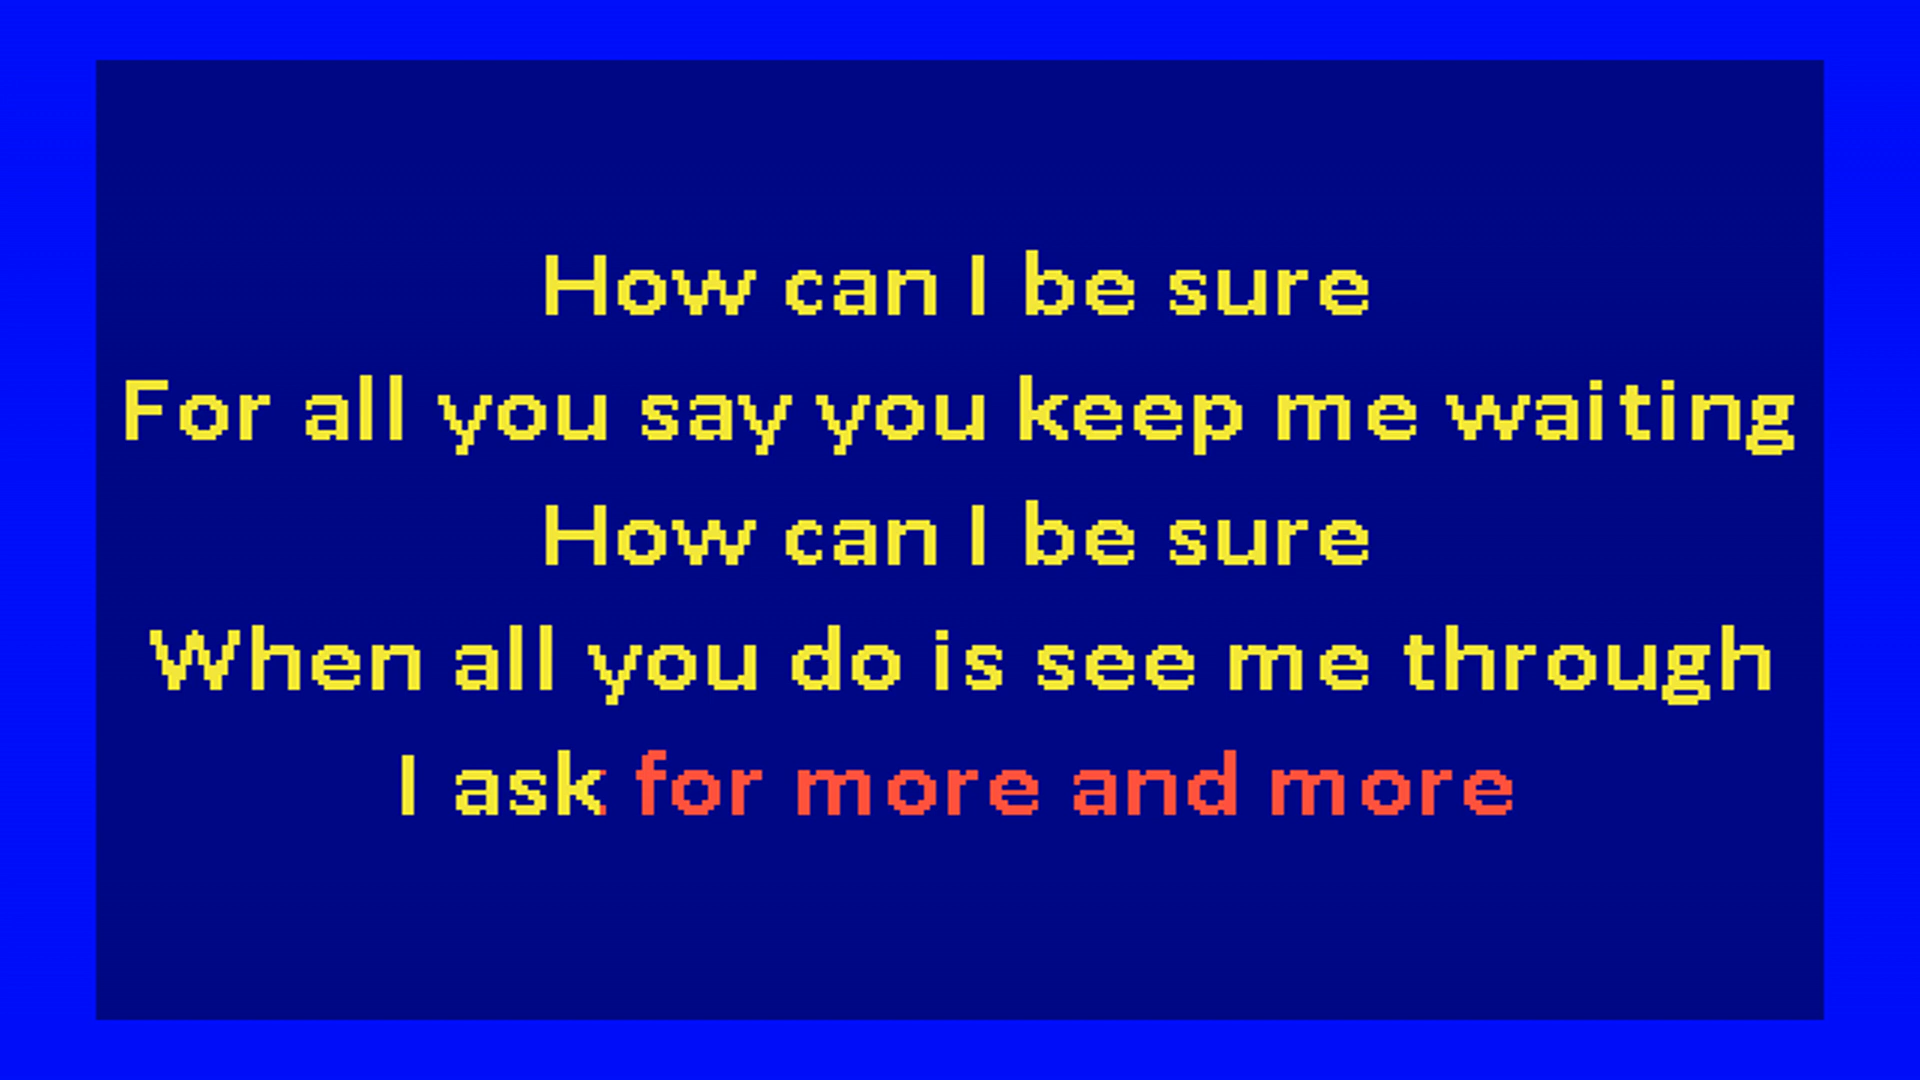 How can I be sure
For all you say you keep me waiting
How can I be sure
When all you do is see me through
I ask for more and more